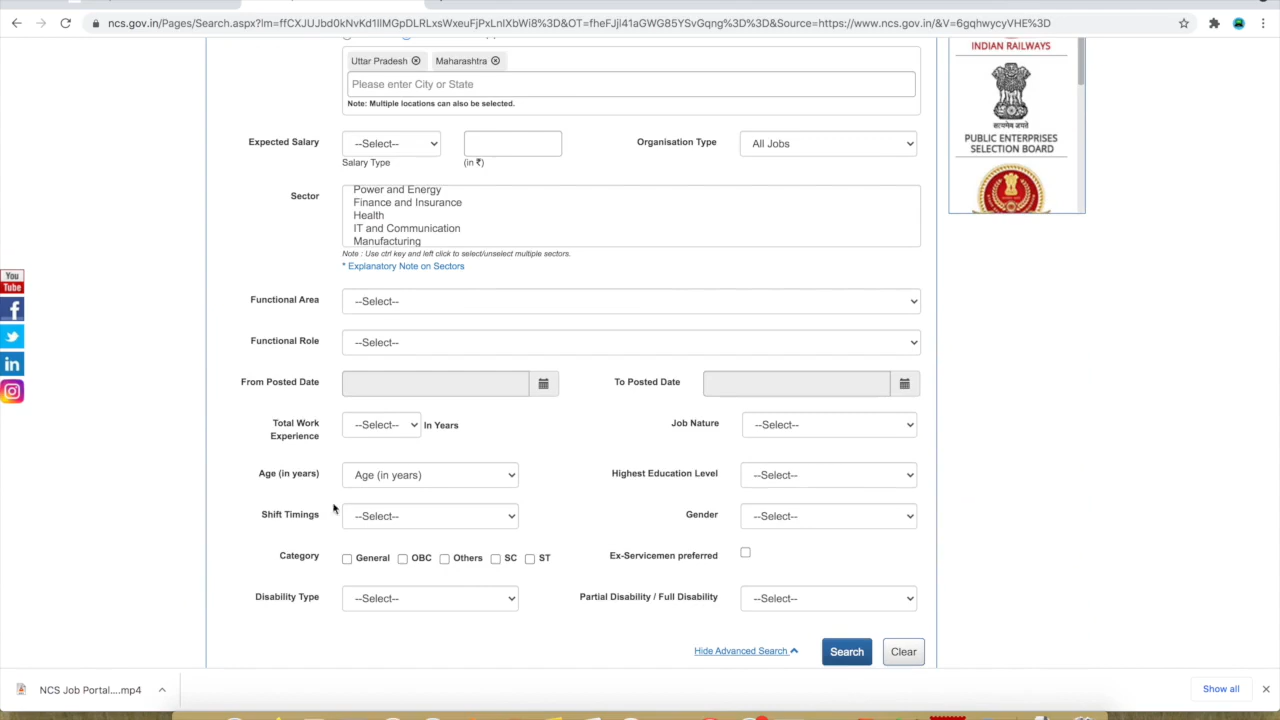 ncs.gov.in/Pages/Search.aspx?lm=ffCXJUJbd0kNvKd1IlMGpDLRLxsWxeuFjPxLnIXbWi8%3D&OT=fheFJjl41aGWG85YSvGqng%3D%3D&Source=https://www.ncs.gov.in/&V=6gqhwycyVHE%3D
Uttar Pradesh
Maharashtra
Please enter City or State
Note: Multiple locations can also be selected.
Expected Salary
--Select--
Salary Type
(in ₹)
Organisation Type
All Jobs
Sector
Power and Energy
Finance and Insurance
Health
IT and Communication
Manufacturing
Note : Use ctrl key and left click to select/unselect multiple sectors.
* Explanatory Note on Sectors
Functional Area
--Select--
Functional Role
--Select--
From Posted Date
To Posted Date
Total Work
Experience
--Select--
In Years
Job Nature
--Select--
Age (in years)
Age (in years)
Highest Education Level
--Select--
Shift Timings
--Select--
Gender
--Select--
Category
General
OBC
Others
SC
ST
Ex-Servicemen preferred
Disability Type
--Select--
Partial Disability / Full Disability
--Select--
Hide Advanced Search
Search
Clear
INDIAN RAILWAYS
सत्यमेव जयते
PUBLIC ENTERPRISES
SELECTION BOARD
You
Tube
NCS Job Portal....mp4
Show all